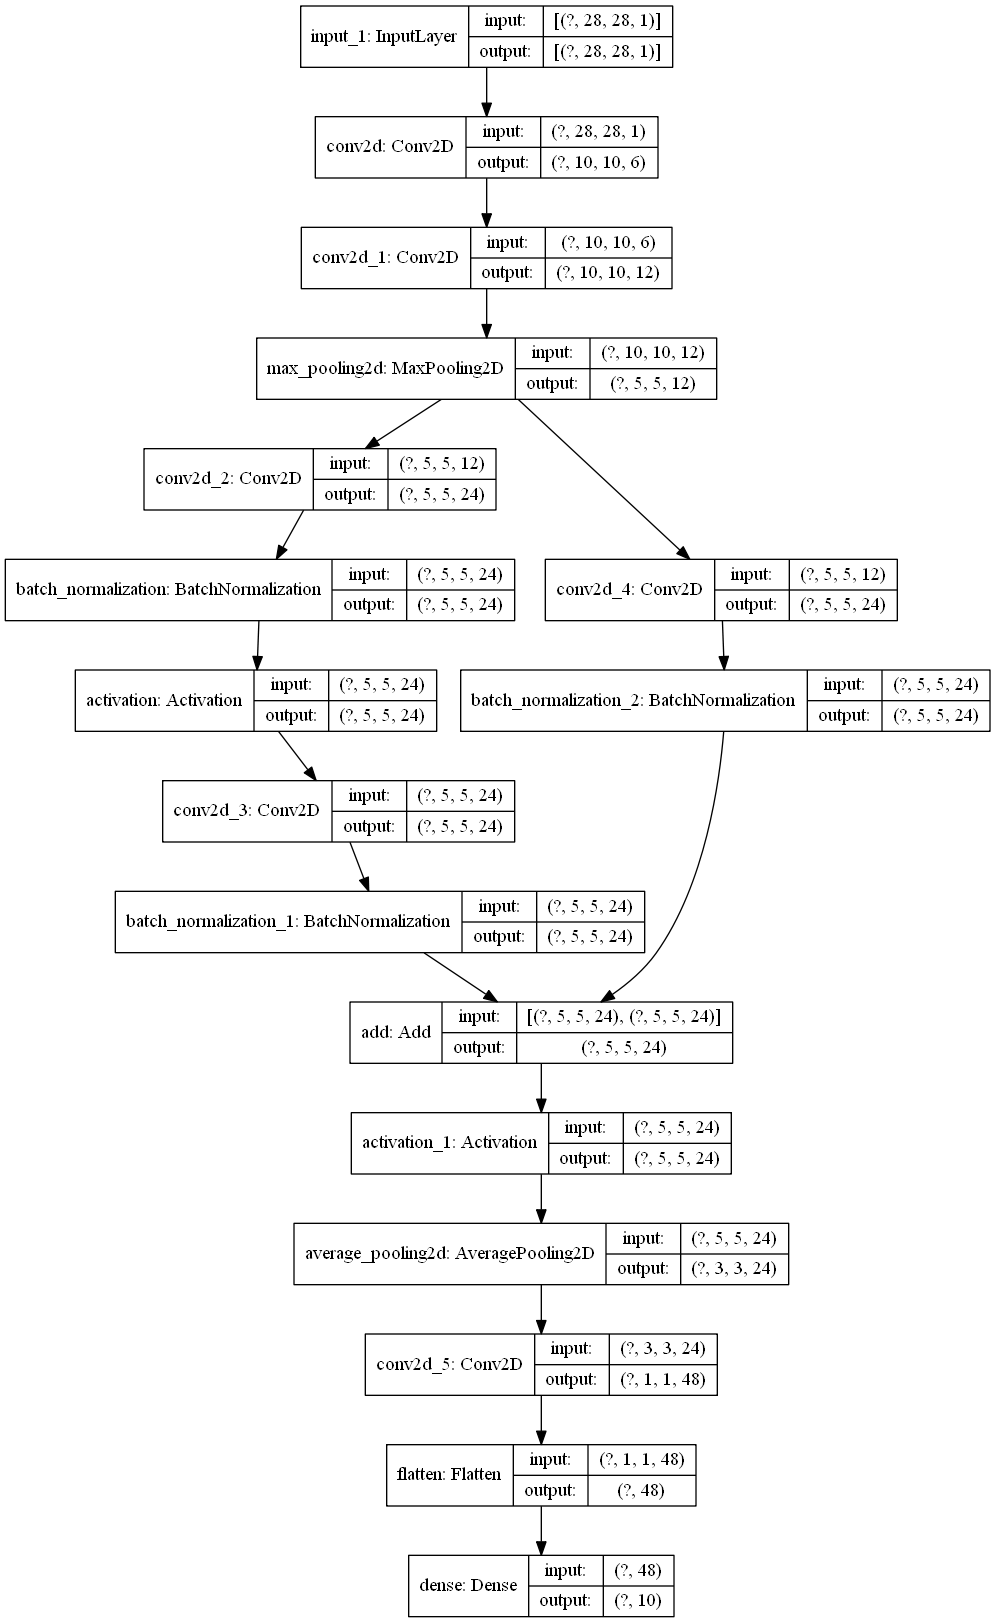 input_1: InputLayer
input: [(?, 28, 28, 1)]
output: [(?, 28, 28, 1)]
conv2d: Conv2D
input: (?, 28, 28, 1)
output: (?, 10, 10, 6)
conv2d_1: Conv2D
input: (?, 10, 10, 6)
output: (?, 10, 10, 12)
max_pooling2d: MaxPooling2D
input: (?, 10, 10, 12)
output: (?, 5, 5, 12)
conv2d_2: Conv2D
input: (?, 5, 5, 12)
output: (?, 5, 5, 24)
batch_normalization: BatchNormalization
input: (?, 5, 5, 24)
output: (?, 5, 5, 24)
conv2d_4: Conv2D
input: (?, 5, 5, 12)
output: (?, 5, 5, 24)
activation: Activation
input: (?, 5, 5, 24)
output: (?, 5, 5, 24)
batch_normalization_2: BatchNormalization
input: (?, 5, 5, 24)
output: (?, 5, 5, 24)
conv2d_3: Conv2D
input: (?, 5, 5, 24)
output: (?, 5, 5, 24)
batch_normalization_1: BatchNormalization
input: (?, 5, 5, 24)
output: (?, 5, 5, 24)
add: Add
input: [(?, 5, 5, 24), (?, 5, 5, 24)]
output: (?, 5, 5, 24)
activation_1: Activation
input: (?, 5, 5, 24)
output: (?, 5, 5, 24)
average_pooling2d: AveragePooling2D
input: (?, 5, 5, 24)
output: (?, 3, 3, 24)
conv2d_5: Conv2D
input: (?, 3, 3, 24)
output: (?, 1, 1, 48)
flatten: Flatten
input: (?, 1, 1, 48)
output: (?, 48)
dense: Dense
input: (?, 48)
output: (?, 10)